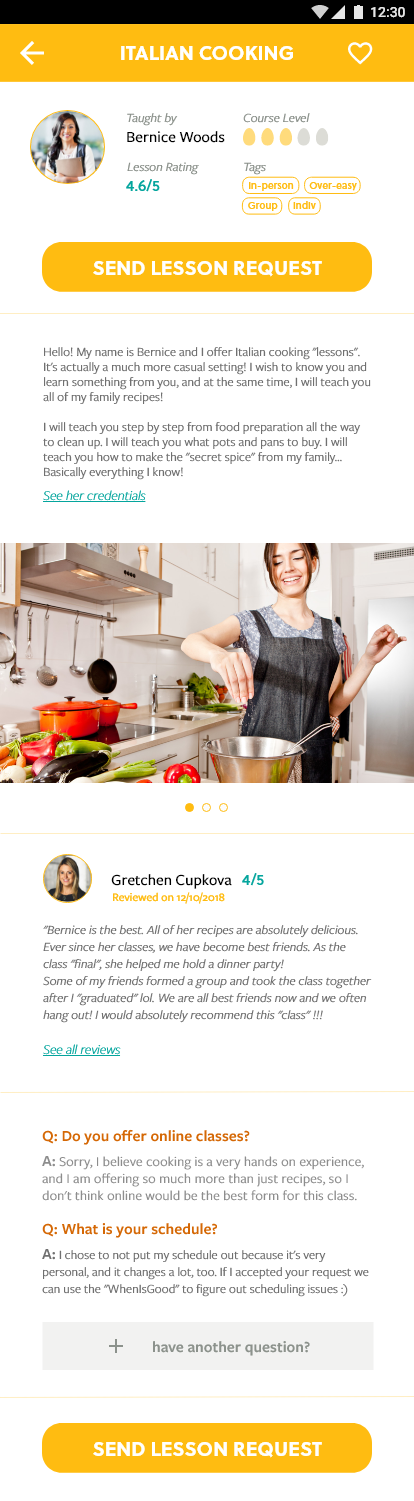 12:30
ITALIAN COOKING
Taught by
Bernice Woods
Course Level
Lesson Rating
4.6/5
Tags
In-person
Over-easy
Group
Indiv
SEND LESSON REQUEST
Hello! My name is Bernice and I offer Italian cooking "lessons".
It's actually a much more casual setting! I wish to know you and
learn something from you, and at the same time, I will teach you
all of my family recipes!
I will teach you step by step from food preparation all the way
to clean up. I will teach you what pots and pans to buy. I will
teach you how to make the "secret spice" from my family...
Basically everything I know!
See her credentials
Gretchen Cupkova 4/5
Reviewed on 12/10/2018
"Bernice is the best. All of her recipes are absolutely delicious.
Ever since her classes, we have become best friends. As the
class "final", she helped me hold a dinner party!
Some of my friends formed a group and took the class together
after I "graduated" lol. We are all best friends now and we often
hang out! I would absolutely recommend this "class" !!!
See all reviews
Q: Do you offer online classes?
A: Sorry, I believe cooking is a very hands on experience,
and I am offering so much more than just recipes, so I
don't think online would be the best form for this class.
Q: What is your schedule?
A: I chose to not put my schedule out because it's very
personal, and it changes a lot, too. If I accepted your request we
can use the "WhenIsGood" to figure out scheduling issues :)
+ have another question?
SEND LESSON REQUEST